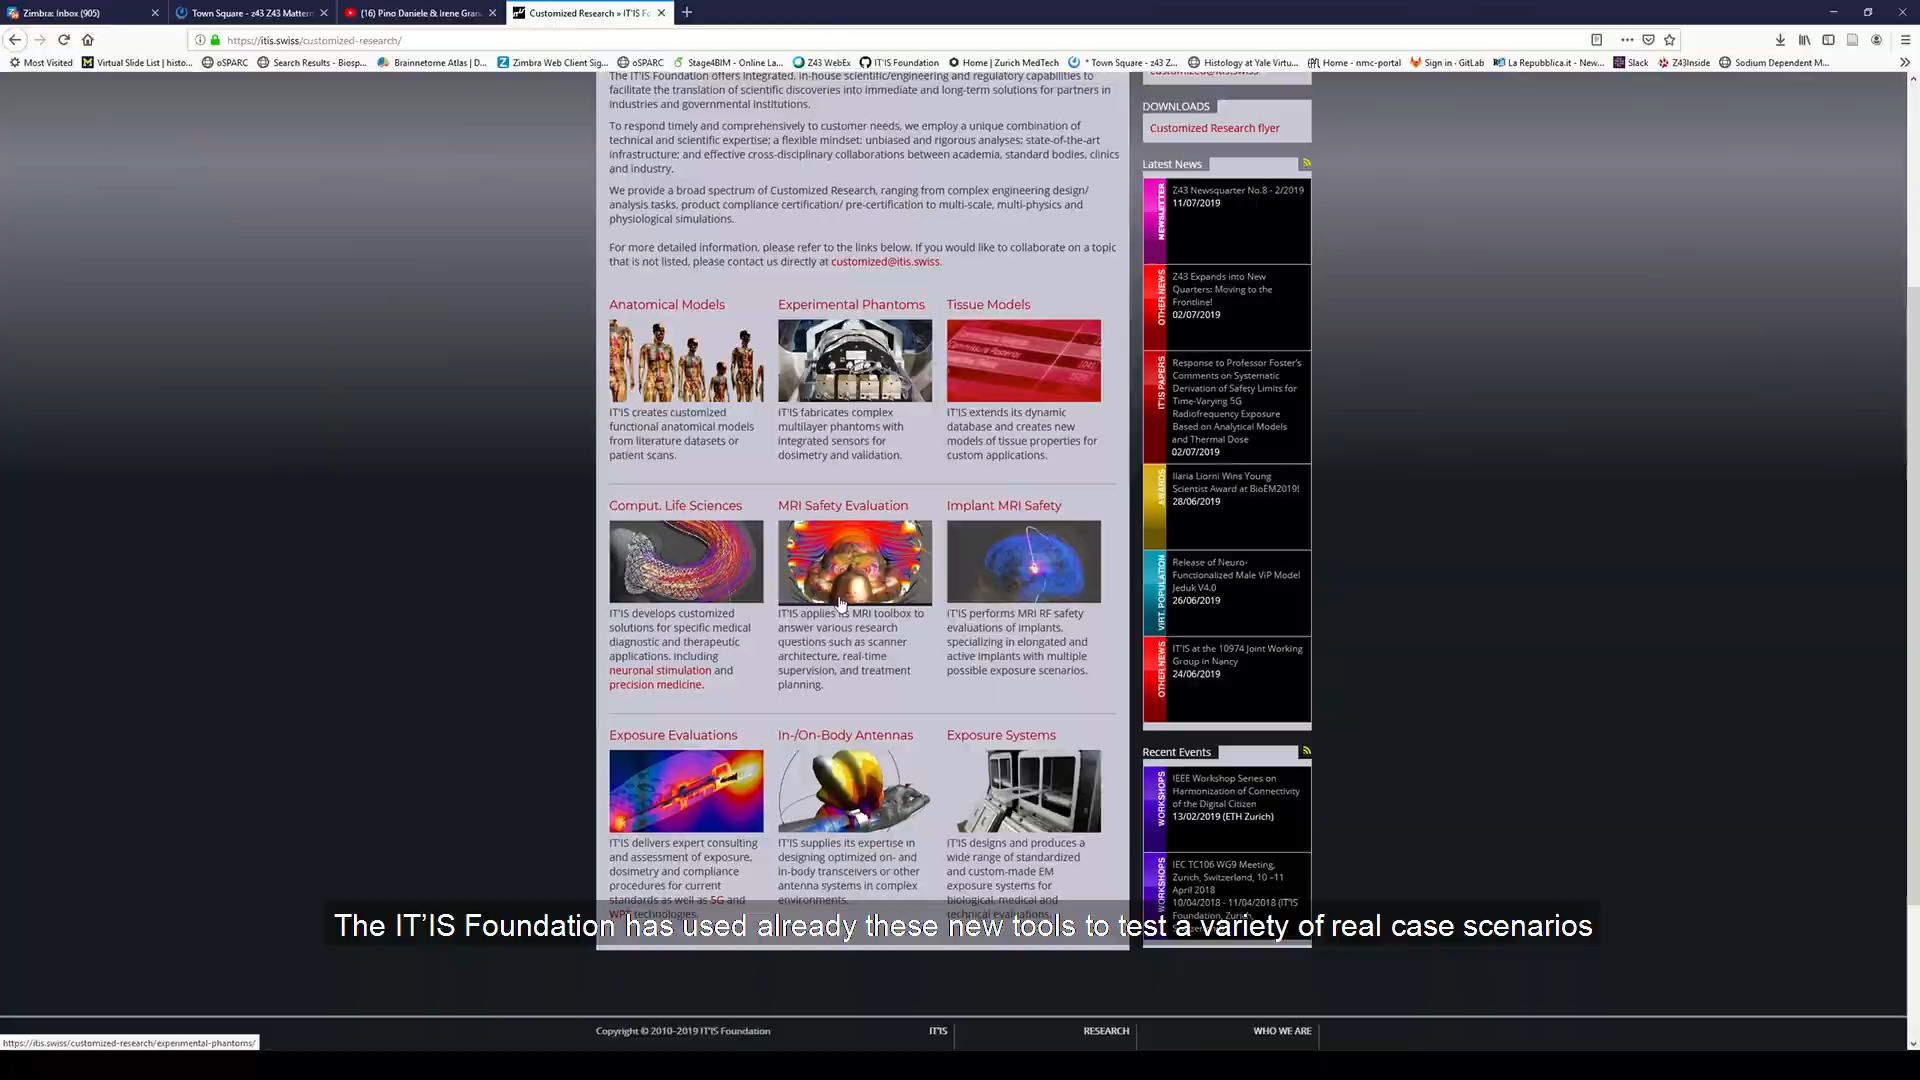 Zimbra: Inbox (905)
Town Square - z43 Z43 Matterm
(16) Pino Daniele & Irene Gran
Customized Research » IT'IS Fo
https://itis.swiss/customized-research/
Most Visited
Virtual Slide List | histo...
oSPARC
Search Results - Biosp...
Brainnetome Atlas | D...
Zimbra Web Client Sig...
oSPARC
Stage4BIM - Online La...
Z43 WebEx
IT'IS Foundation
Home | Zurich MedTech
* Town Square - z43 Z...
Histology at Yale Virtu...
Home - nmc-portal
Sign in · GitLab
La Repubblica.it - New...
Slack
Z43Inside
Sodium Dependent M...
The IT'IS Foundation offers integrated, in-house scientific/engineering and regulatory capabilities to
facilitate the translation of scientific discoveries into immediate and long-term solutions for partners in
industries and governmental institutions.
To respond timely and comprehensively to customer needs, we employ a unique combination of
technical and scientific expertise; a flexible mindset; unbiased and rigorous analyses; state-of-the-art
infrastructure; and effective cross-disciplinary collaborations between academia, standard bodies, clinics
and industry.
We provide a broad spectrum of Customized Research, ranging from complex engineering design/
analysis tasks, product compliance certification/ pre-certification to multi-scale, multi-physics and
physiological simulations.
For more detailed information, please refer to the links below. If you would like to collaborate on a topic
that is not listed, please contact us directly at customized@itis.swiss.
Anatomical Models
IT'IS creates customized
functional anatomical models
from literature datasets or
patient scans.
Experimental Phantoms
IT'IS fabricates complex
multilayer phantoms with
integrated sensors for
dosimetry and validation.
Tissue Models
Commissura Posterior
IT'IS extends its dynamic
database and creates new
models of tissue properties for
custom applications.
Comput. Life Sciences
IT'IS develops customized
solutions for specific medical
diagnostic and therapeutic
applications, including
neuronal stimulation and
precision medicine.
MRI Safety Evaluation
IT'IS applies its MRI toolbox to
answer various research
questions such as scanner
architecture, real-time
supervision, and treatment
planning.
Implant MRI Safety
IT'IS performs MRI RF safety
evaluations of implants,
specializing in elongated and
active implants with multiple
possible exposure scenarios.
Exposure Evaluations
IT'IS delivers expert consulting
and assessment of exposure,
dosimetry and compliance
procedures for current
standards as well as 5G and
WPT technologies.
In-/On-Body Antennas
IT'IS supplies its expertise in
designing optimized on- and
in-body transceivers or other
antenna systems in complex
environments.
Exposure Systems
IT'IS designs and produces a
wide range of standardized
and custom-made EM
exposure systems for
biological, medical and
technical evaluations.
customized@itis.swiss
DOWNLOADS
Customized Research flyer
Latest News
NEWSLETTER
Z43 Newsquarter No.8 - 2/2019
11/07/2019
OTHER NEWS
Z43 Expands into New
Quarters: Moving to the
Frontline!
02/07/2019
IT'IS PAPERS
Response to Professor Foster's
Comments on Systematic
Derivation of Safety Limits for
Time-Varying 5G
Radiofrequency Exposure
Based on Analytical Models
and Thermal Dose
02/07/2019
AWARDS
Ilaria Liorni Wins Young
Scientist Award at BioEM2019!
28/06/2019
VIRT. POPULATION
Release of Neuro-
Functionalized Male ViP Model
Jeduk V4.0
26/06/2019
OTHER NEWS
IT'IS at the 10974 Joint Working
Group in Nancy
24/06/2019
Recent Events
WORKSHOPS
IEEE Workshop Series on
Harmonization of Connectivity
of the Digital Citizen
13/02/2019 (ETH Zurich)
WORKSHOPS
IEC TC106 WG9 Meeting,
Zurich, Switzerland, 10 –11
April 2018
10/04/2018 - 11/04/2018 (IT'IS
Foundation, Zurich,
The IT’IS Foundation has used already these new tools to test a variety of real case scenarios
Copyright © 2010–2019 IT'IS Foundation
IT'IS
RESEARCH
WHO WE ARE
https://itis.swiss/customized-research/experimental-phantoms/